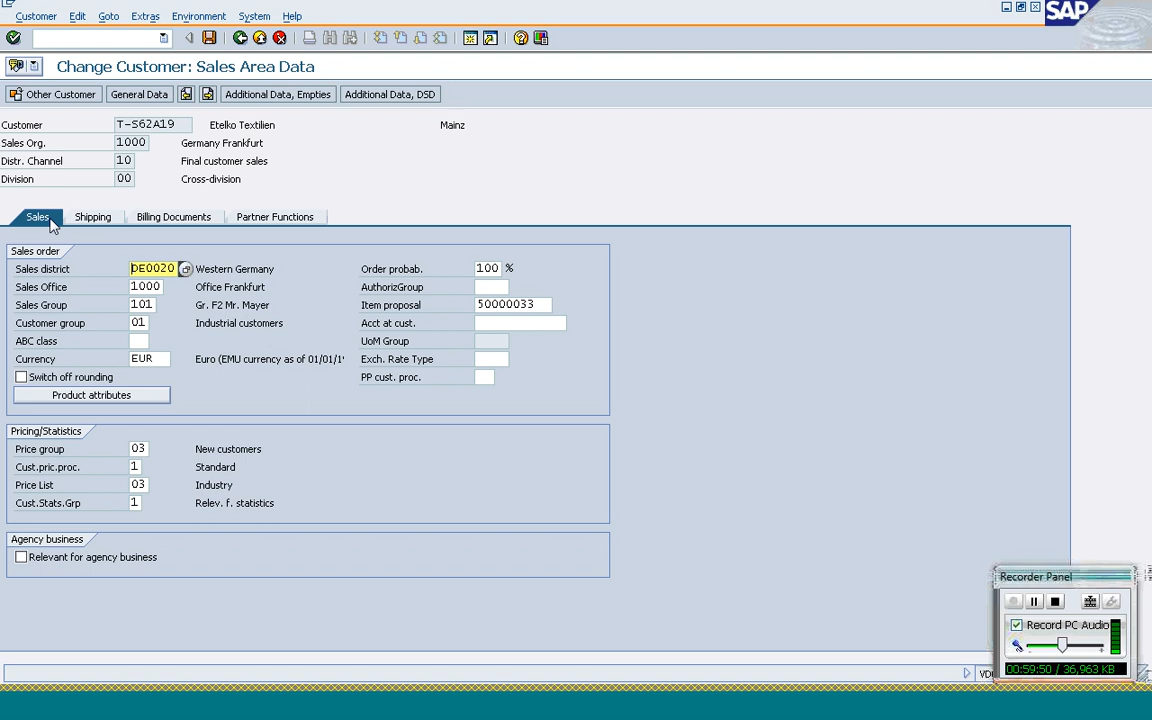 Customer Edit Goto Extras Environment System Help
SAP
Change Customer: Sales Area Data
Other Customer General Data Additional Data, Empties Additional Data, DSD
Customer T-S62A19 Etelko Textilien Mainz
Sales Org. 1000 Germany Frankfurt
Distr. Channel 10 Final customer sales
Division 00 Cross-division
Sales Shipping Billing Documents Partner Functions
Sales order
Sales district DE0020 Western Germany Order probab. 100 %
Sales Office 1000 Office Frankfurt AuthorizGroup
Sales Group 101 Gr. F2 Mr. Mayer Item proposal 50000033
Customer group 01 Industrial customers Acct at cust.
ABC class UoM Group
Currency EUR Euro (EMU currency as of 01/01/1 Exch. Rate Type
Switch off rounding PP cust. proc.
Product attributes
Pricing/Statistics
Price group 03 New customers
Cust.pric.proc. 1 Standard
Price List 03 Industry
Cust.Stats.Grp 1 Relev. f. statistics
Agency business
Relevant for agency business
Recorder Panel
Record PC Audio
00:59:50 / 36,963 KB